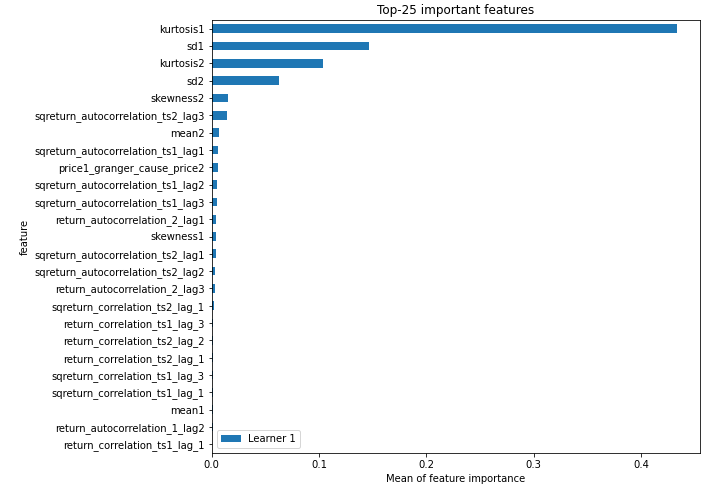 Top-25 important features
kurtosis1
sd1
kurtosis2
sd2
skewness2
sqreturn_autocorrelation_ts2_lag3
mean2
sqreturn_autocorrelation_ts1_lag1
price1_granger_cause_price2
sqreturn_autocorrelation_ts1_lag2
sqreturn_autocorrelation_ts1_lag3
return_autocorrelation_2_lag1
skewness1
sqreturn_autocorrelation_ts2_lag1
sqreturn_autocorrelation_ts2_lag2
return_autocorrelation_2_lag3
sqreturn_correlation_ts2_lag_1
return_correlation_ts1_lag_3
return_correlation_ts2_lag_2
return_correlation_ts2_lag_1
sqreturn_correlation_ts1_lag_3
sqreturn_correlation_ts1_lag_1
mean1
return_autocorrelation_1_lag2
return_correlation_ts1_lag_1
feature
Learner 1
0.0 0.1 0.2 0.3 0.4
Mean of feature importance